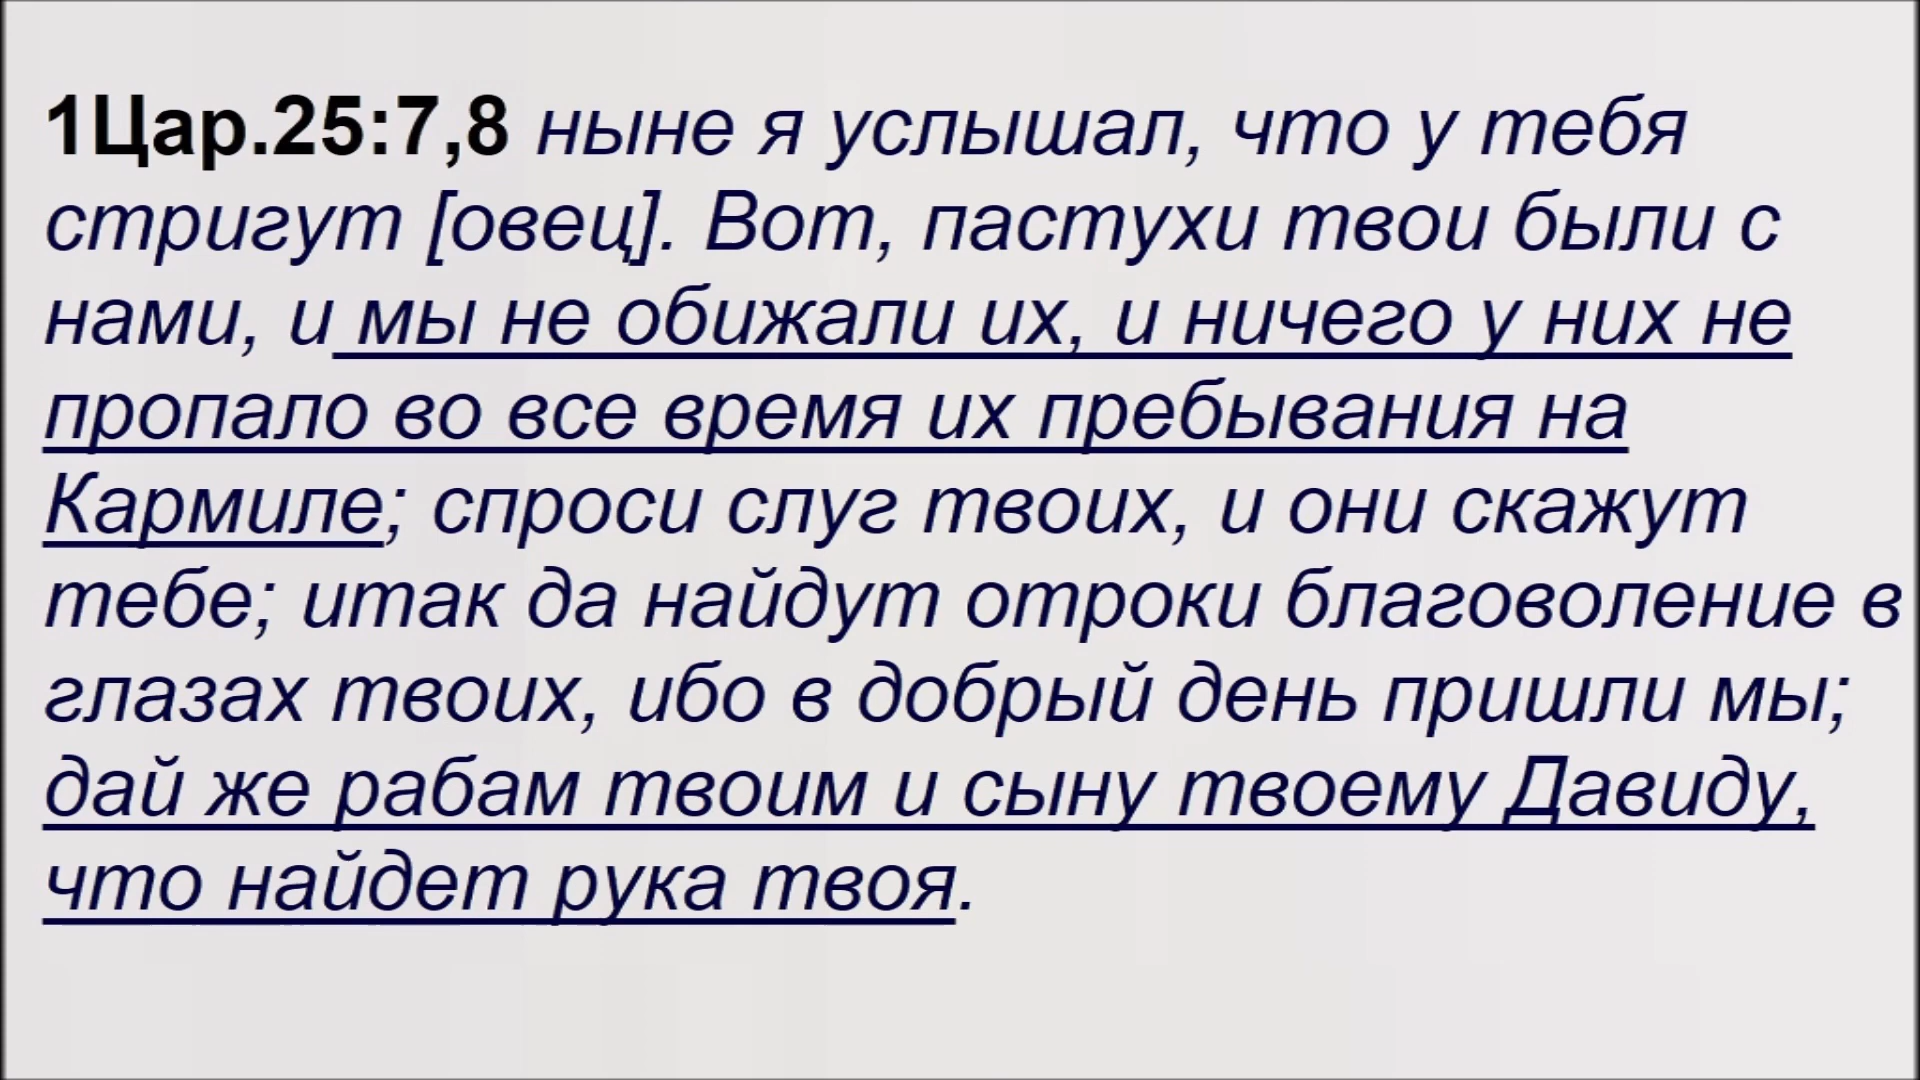 1Цар.25:7,8 ныне я услышал, что у тебя
стригут [овец]. Вот, пастухи твои были с
нами, и мы не обижали их, и ничего у них не
пропало во все время их пребывания на
Кармиле; спроси слуг твоих, и они скажут
тебе; итак да найдут отроки благоволение в
глазах твоих, ибо в добрый день пришли мы;
дай же рабам твоим и сыну твоему Давиду,
что найдет рука твоя.